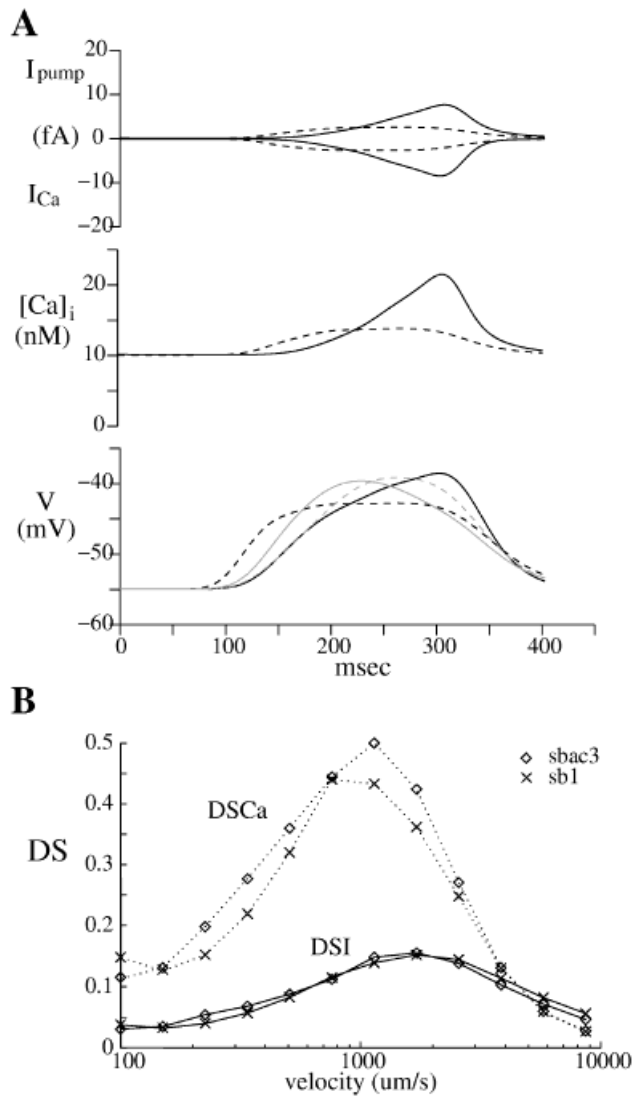 A
20
I pump
10
(fA)
0
−10
I Ca
−20
20
[Ca]i
(nM)
10
0
−40
V
(mV)
−50
−60
0 100 200 300 400
msec
B
0.5
sbac3
sb1
0.4
DSCa
DS
0.3
0.2
DSI
0.1
0
100 1000 10000
velocity (um/s)